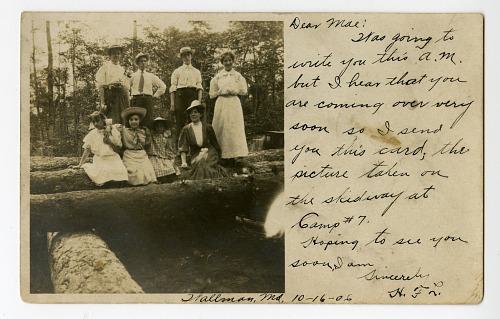 Dear Mae:
Was going to
write you this A.M.
but I hear that you
are coming over very
soon so I send
you this card, the
picture taken on
the skidway at
Camp #7.
Hoping to see you
soon, I am
Sincerely
H. F. L.
Wallman, Md, 10-16-06